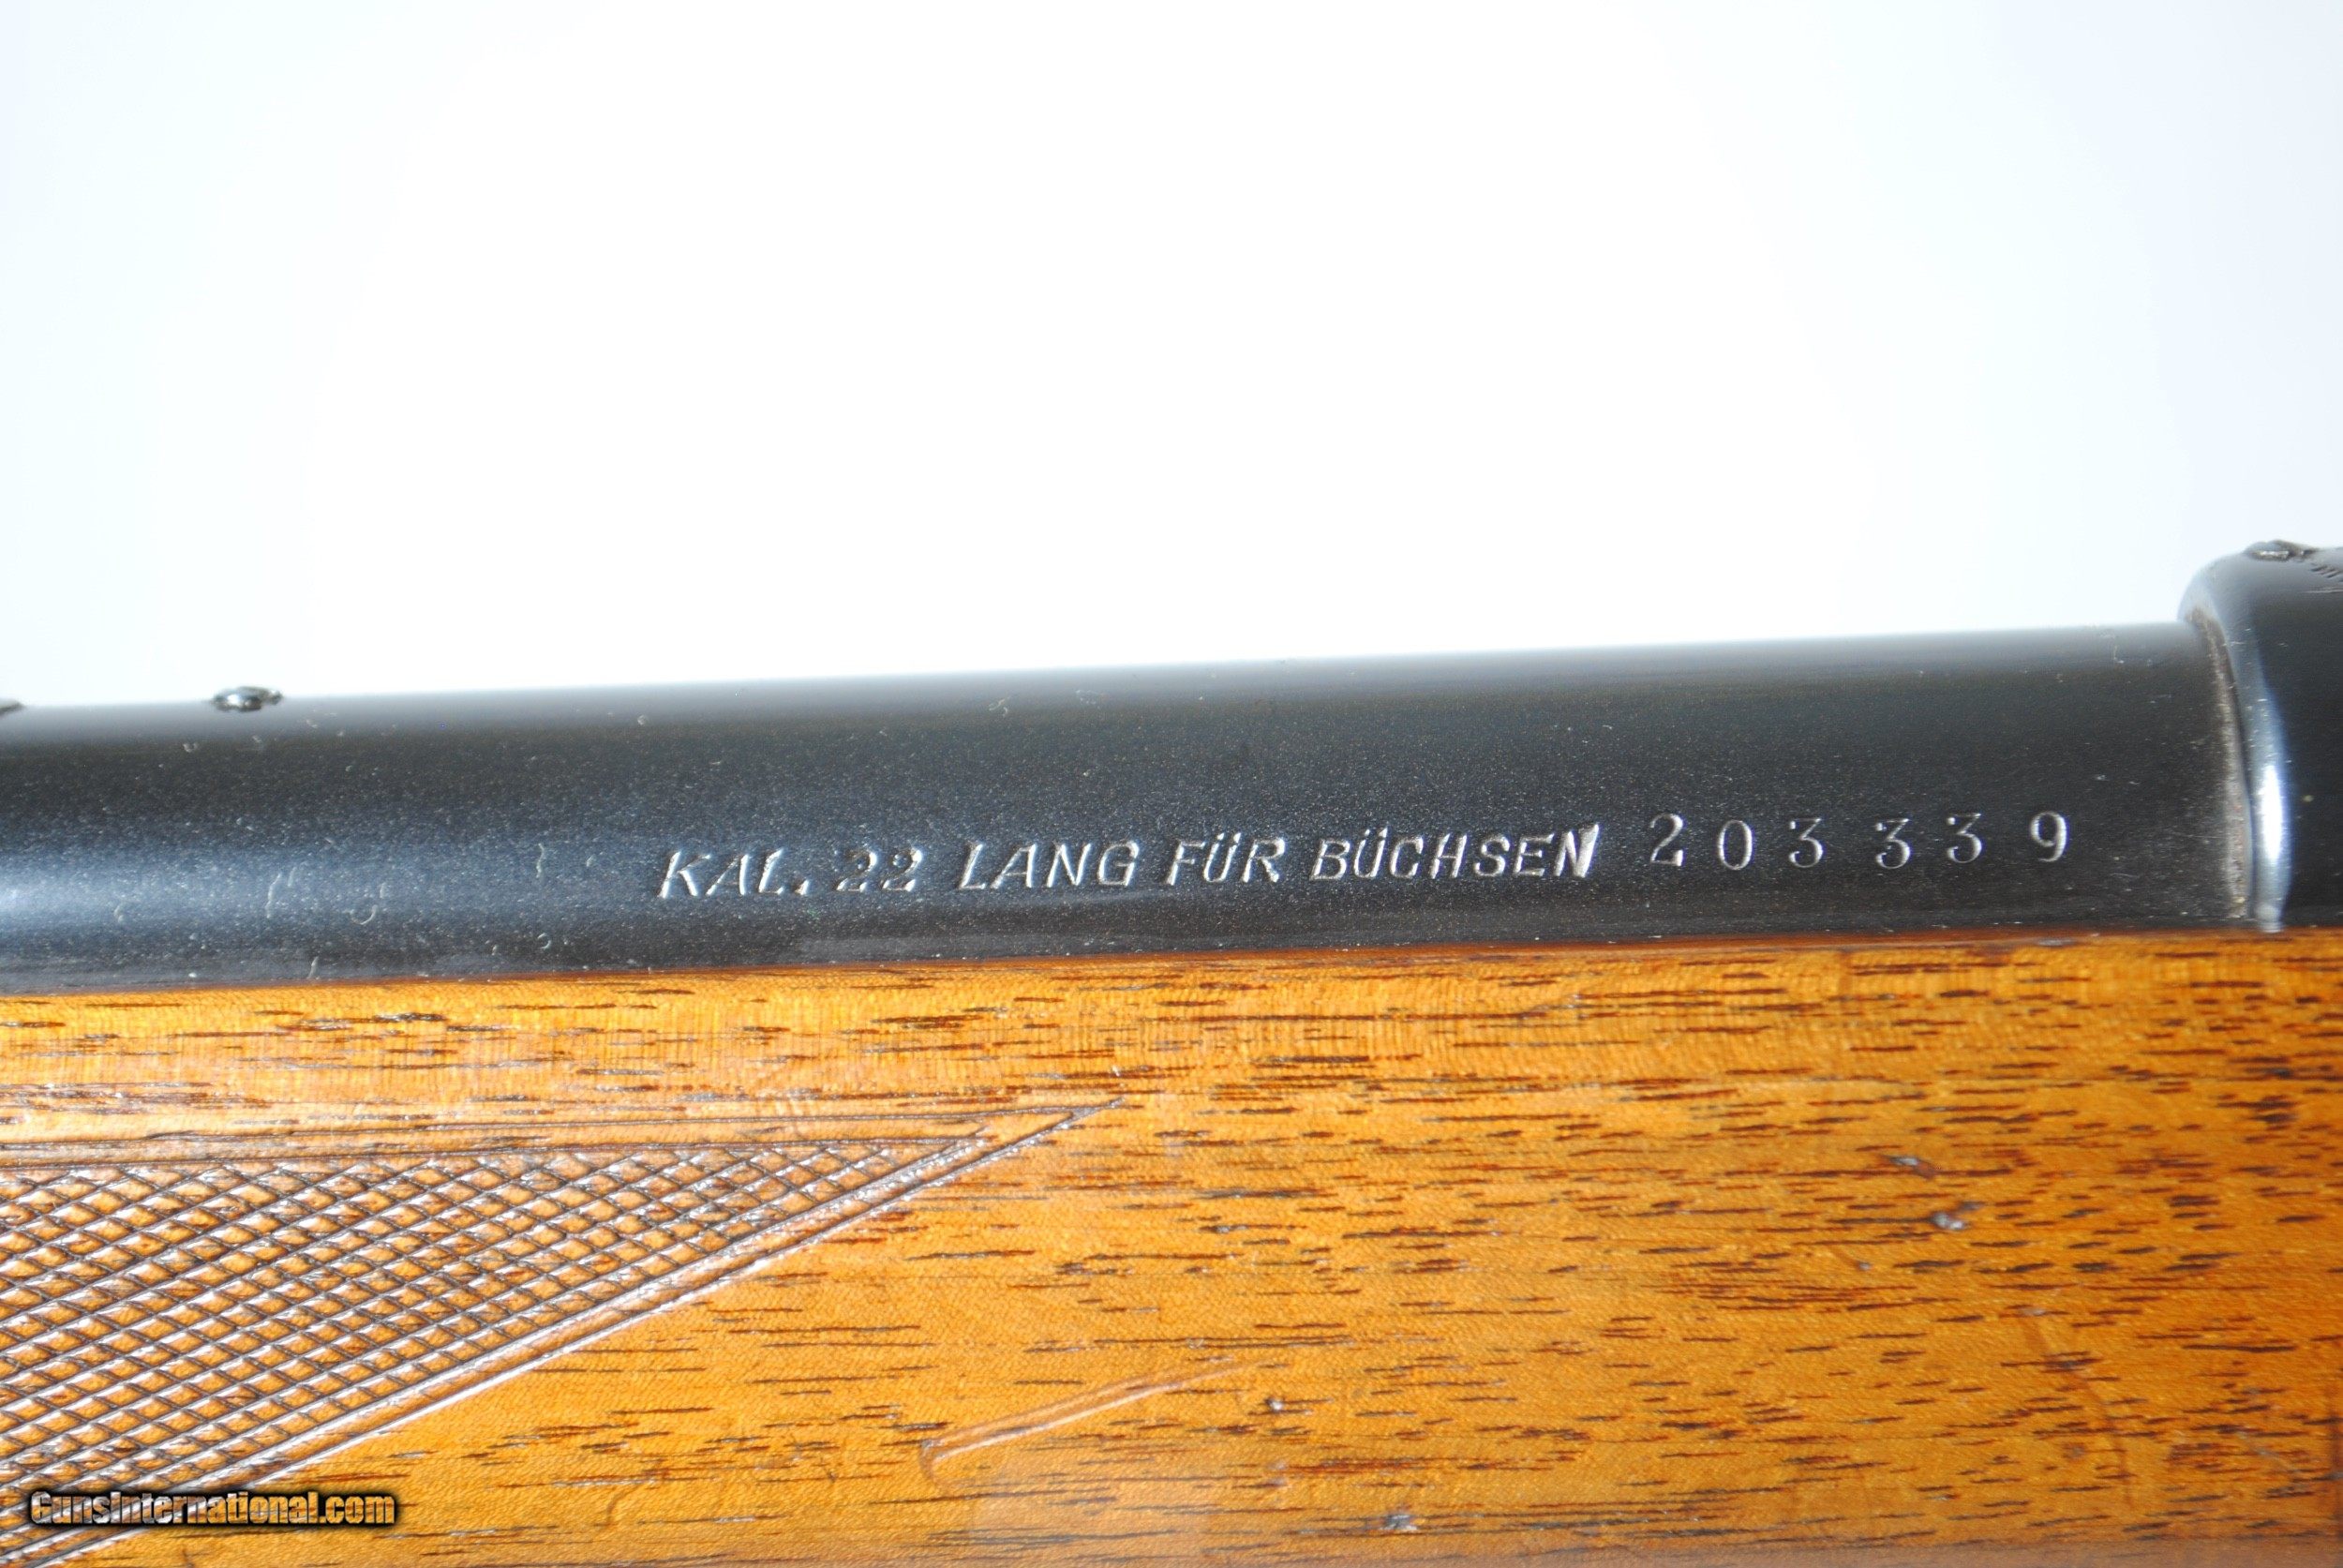 KAL. 22 LANG FÜR BÜCHSEN 203339
GunsInternational.com